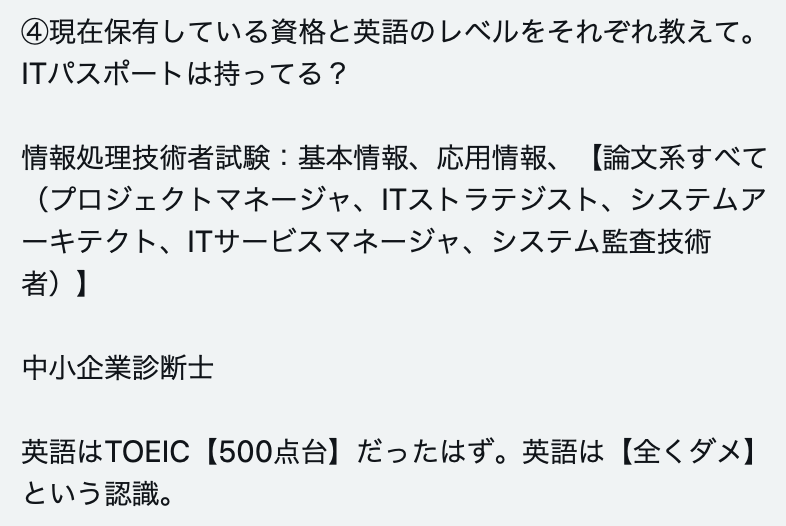 ④現在保有している資格と英語のレベルをそれぞれ教えて。
ITパスポートは持ってる？
情報処理技術者試験：基本情報、応用情報、【論文系すべて
（プロジェクトマネージャ、ITストラテジスト、システムア
ーキテクト、ITサービスマネージャ、システム監査技術
者）】
中小企業診断士
英語はTOEIC【500点台】だったはず。英語は【全くダメ】
という認識。